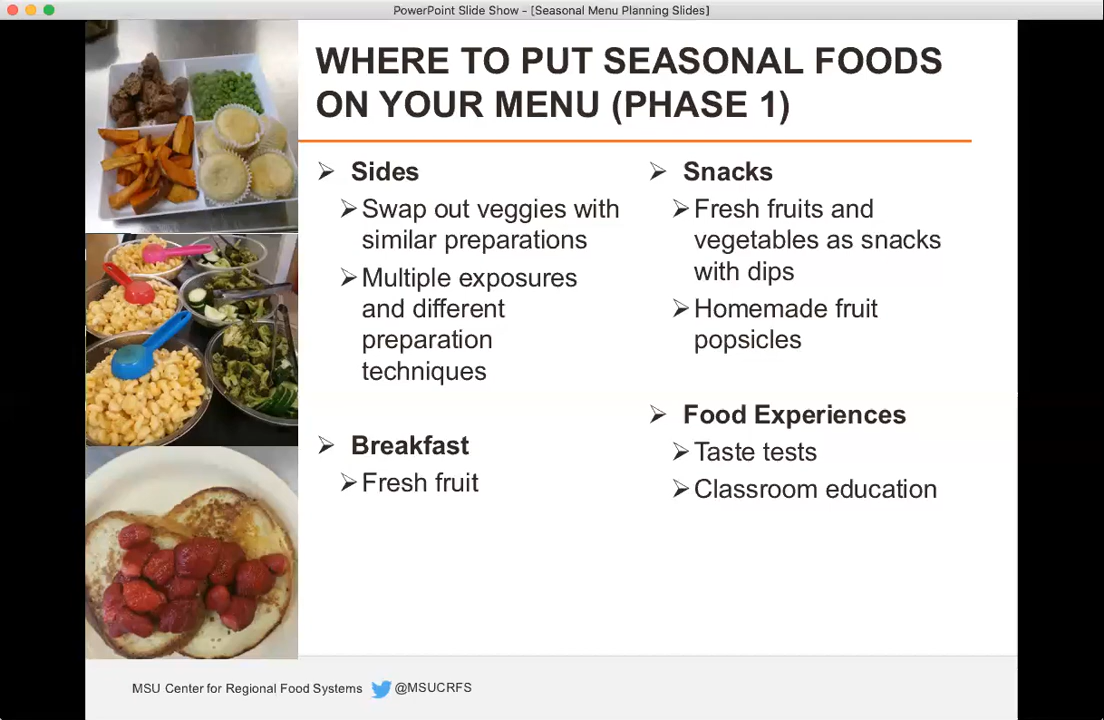 PowerPoint Slide Show - [Seasonal Menu Planning Slides]
WHERE TO PUT SEASONAL FOODS
ON YOUR MENU (PHASE 1)
Sides
Swap out veggies with
similar preparations
Multiple exposures
and different
preparation
techniques
Breakfast
Fresh fruit
Snacks
Fresh fruits and
vegetables as snacks
with dips
Homemade fruit
popsicles
Food Experiences
Taste tests
Classroom education
MSU Center for Regional Food Systems @MSUCRFS